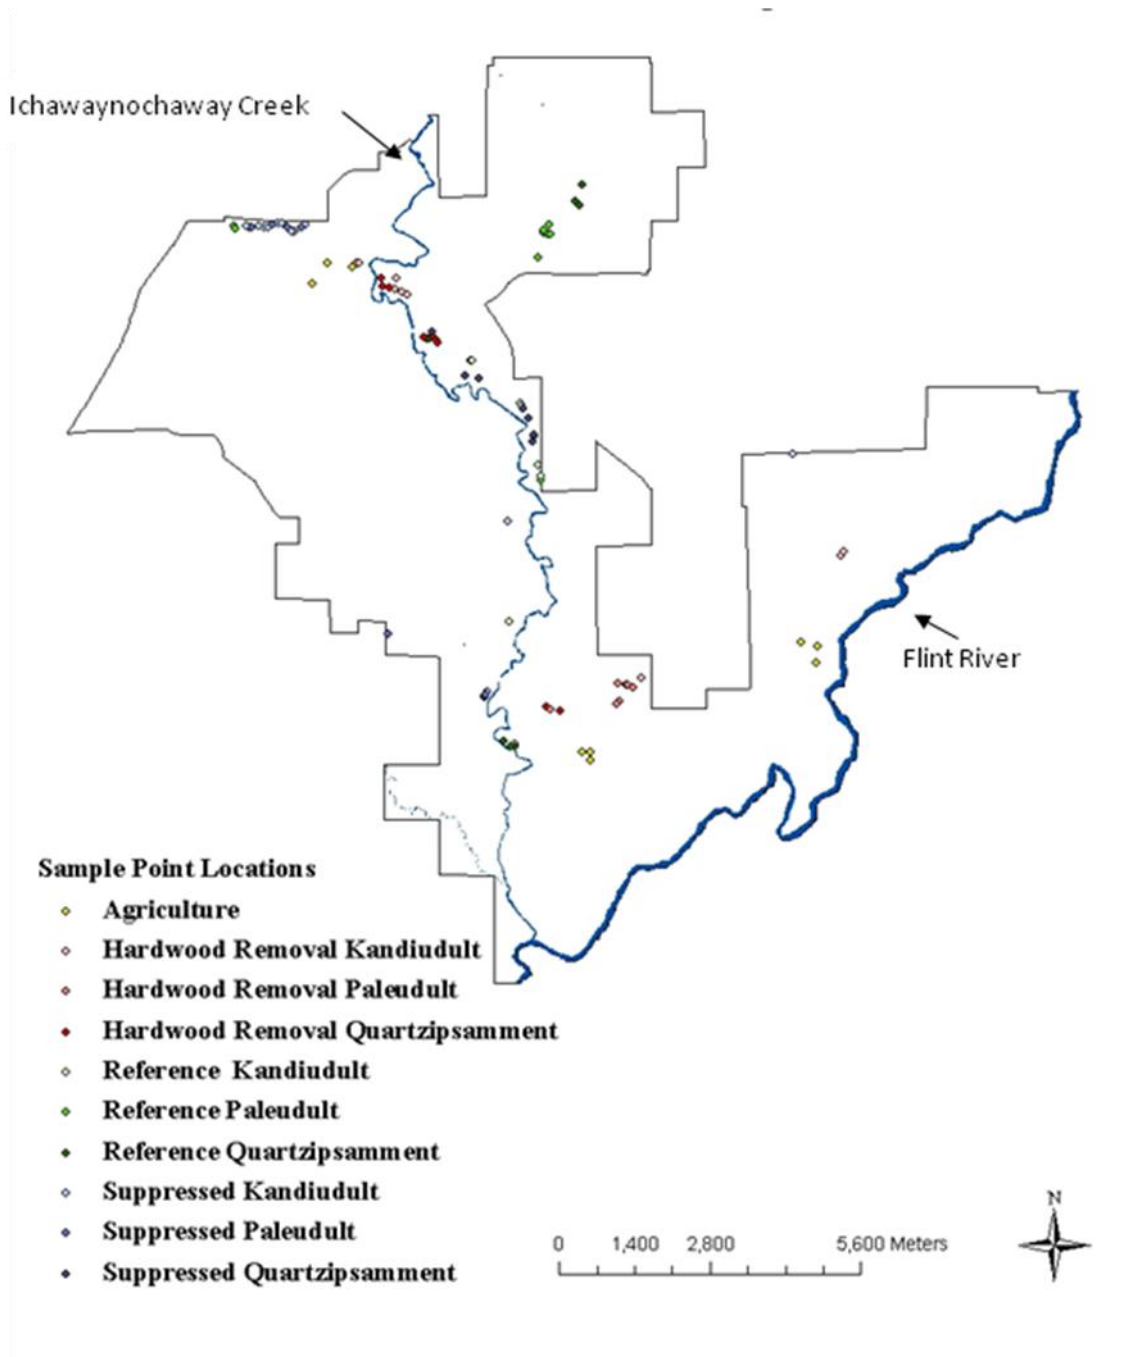 Ichawaynochaway Creek
Flint River
Sample Point Locations
Agriculture
Hardwood Removal Kandiudult
Hardwood Removal Paleudult
Hardwood Removal Quartzipsamment
Reference Kandiudult
Reference Paleudult
Reference Quartzipsamment
Suppressed Kandiudult
Suppressed Paleudult
Suppressed Quartzipsamment
0 1,400 2,800 5,600 Meters
N